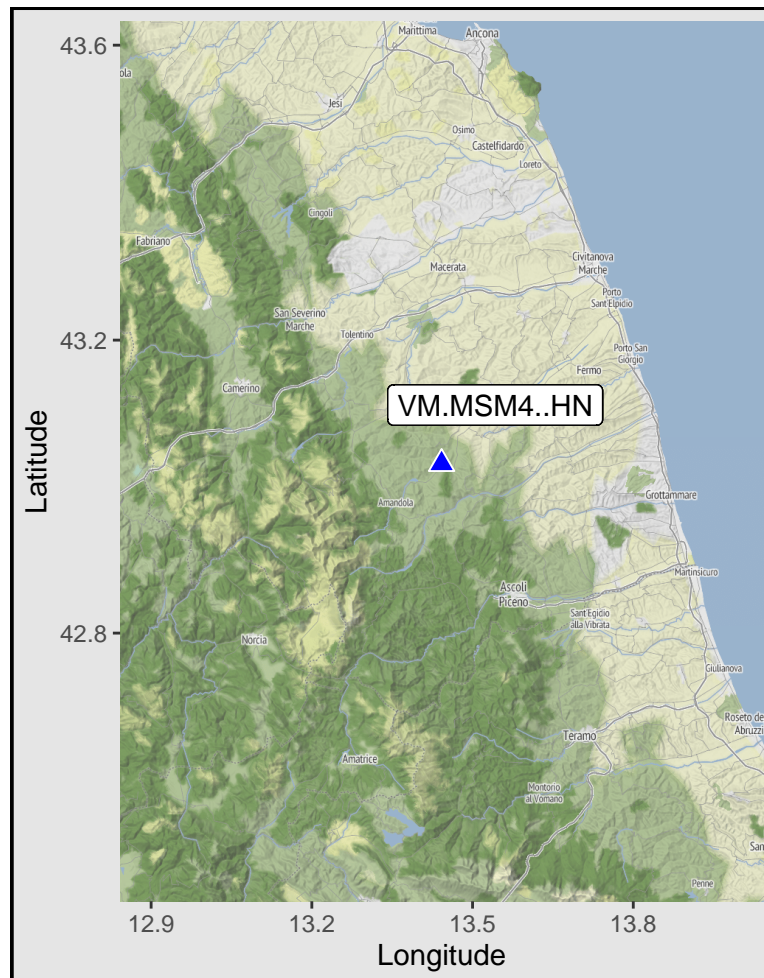 Marittima
Ancona
43.6
ola
Jesi
Osimo
Castelfidardo
Loreto
Cingoli
Fabriano
Macerata
Civitanova
Marche
Porto
Sant'Elpidio
San Severino
Marche
Tolentino
43.2
Porto San
Giorgio
Fermo
Camerino
VM.MSM4..HN
Latitude
Amandola
Grottammare
Ascoli
Piceno
Martinsicuro
Sant'Egidio
alla Vibrata
42.8
Norcia
Giulianova
Roseto de
Abruzzi
Teramo
Amatrice
Montorio
al Vomano
San
Penne
12.9
13.2
13.5
13.8
Longitude